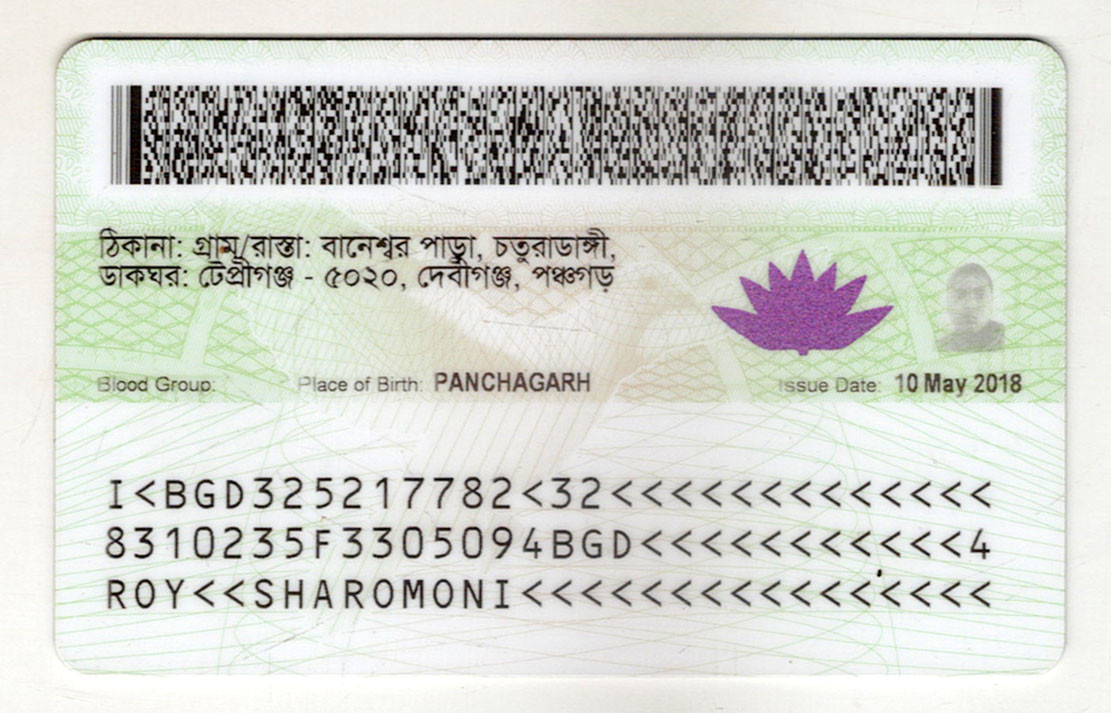 ঠিকানা: গ্রাম/রাস্তা: বানেশ্বর পাড়া, চতুরাডাঙ্গী,
ডাকঘর: টেপ্রীগঞ্জ - ৫০২০, দেবীগঞ্জ, পঞ্চগড়
Blood Group: Place of Birth: PANCHAGARH Issue Date: 10 May 2018
I<BGD325217782<32<<<<<<<<<<<<<
8310235F3305094BGD<<<<<<<<<<<4
ROY<<SHAROMONI<<<<<<<<<<<<<<<<